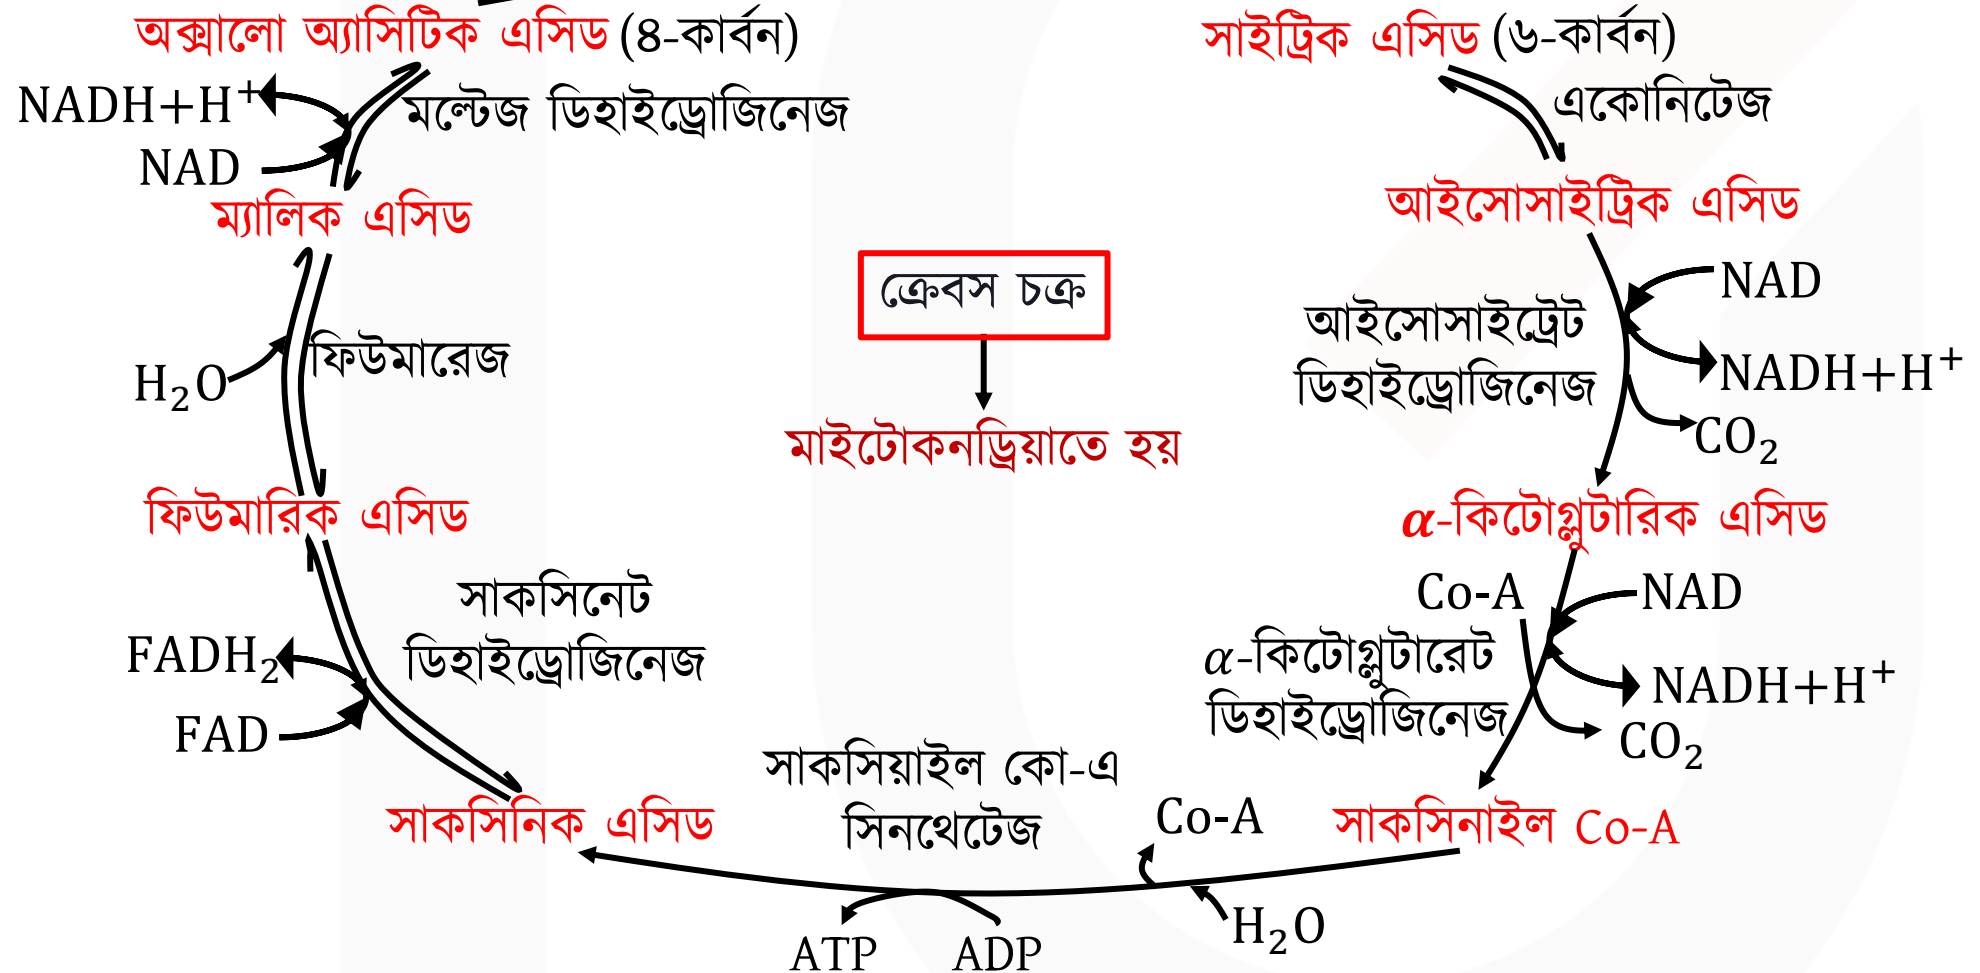 অক্সালো অ্যাসিটিক এসিড (৪-কার্বন)
সাইট্রিক এসিড (৬-কার্বন)
NADH+H⁺
মল্টেজ ডিহাইড্রোজিনেজ
একোনিটেজ
NAD
ম্যালিক এসিড
আইসোসাইট্রিক এসিড
ক্রেবস চক্র
NAD
আইসোসাইট্রেট
ডিহাইড্রোজিনেজ
H₂O
ফিউমারেজ
NADH+H⁺
মাইটোকনড্রিয়াতে হয়
CO₂
ফিউমারিক এসিড
α-কিটোগ্লুটারিক এসিড
সাকসিনেট
ডিহাইড্রোজিনেজ
Co-A
NAD
FADH₂
α-কিটোগ্লুটারেট
ডিহাইড্রোজিনেজ
NADH+H⁺
FAD
CO₂
সাকসিয়াইল কো-এ
সিনথেটেজ
সাকসিনিক এসিড
Co-A
সাকসিনাইল Co-A
H₂O
ATP
ADP